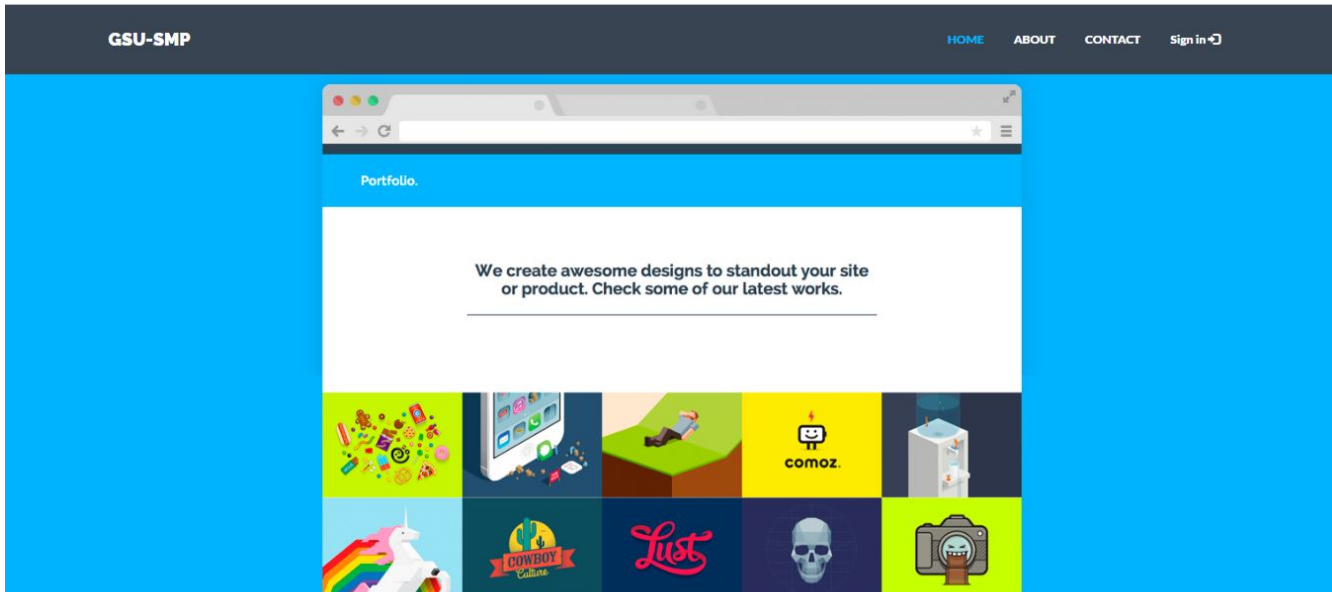 GSU-SMP
HOME ABOUT CONTACT Sign in
Portfolio.
We create awesome designs to standout your site
or product. Check some of our latest works.
comoz.
COWBOY
Culture
Lust